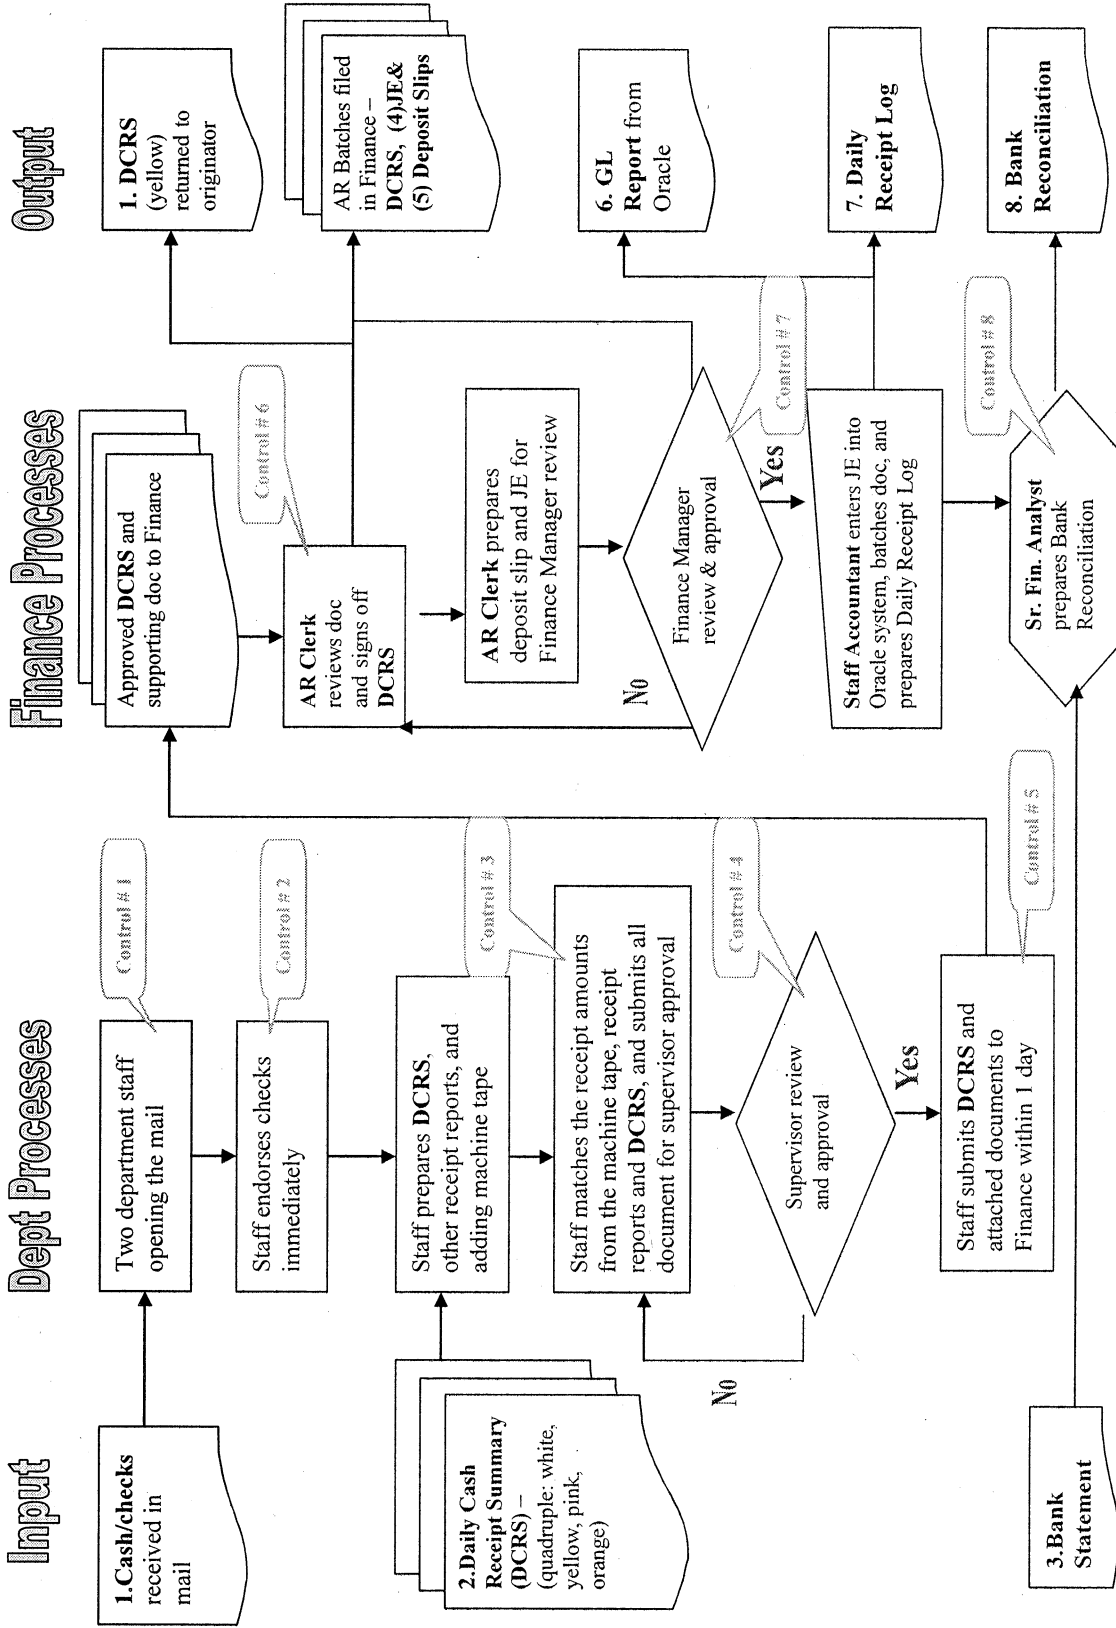 Input
Dept Processes
Finance Processes
Output
1.Cash/checks
received in
mail
2.Daily Cash
Receipt Summary
(DCRS) –
(quadruple: white,
yellow, pink,
orange)
3.Bank
Statement
Two department staff
opening the mail
Control # 1
Staff endorses checks
immediately
Control # 2
Staff prepares DCRS,
other receipt reports, and
adding machine tape
Control # 3
Staff matches the receipt amounts
from the machine tape, receipt
reports and DCRS, and submits all
document for supervisor approval
Control # 4
Supervisor review
and approval
No
Yes
Staff submits DCRS and
attached documents to
Finance within 1 day
Control # 5
Approved DCRS and
supporting doc to Finance
Control # 6
AR Clerk
reviews doc
and signs off
DCRS
AR Clerk prepares
deposit slip and JE for
Finance Manager review
No
Finance Manager
review & approval
Control # 7
Yes
Staff Accountant enters JE into
Oracle system, batches doc, and
prepares Daily Receipt Log
Control # 8
Sr. Fin. Analyst
prepares Bank
Reconciliation
1. DCRS
(yellow)
returned to
originator
AR Batches filed
in Finance –
DCRS, (4)JE&
(5) Deposit Slips
6. GL
Report from
Oracle
7. Daily
Receipt Log
8. Bank
Reconciliation